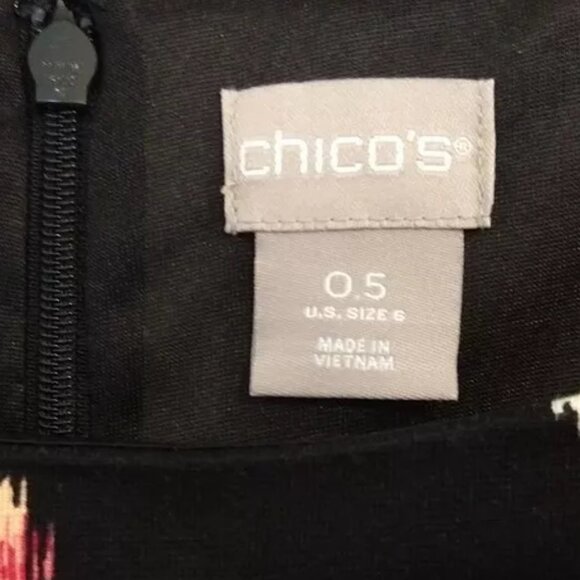 chico's®
0.5
U.S. SIZE 6
MADE IN
VIETNAM